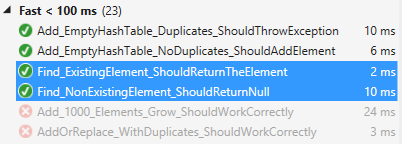 Fast < 100 ms (23)
Add_EmptyHashTable_Duplicates_ShouldThrowException 10 ms
Add_EmptyHashTable_NoDuplicates_ShouldAddElement 6 ms
Find_ExistingElement_ShouldReturnTheElement 2 ms
Find_NonExistingElement_ShouldReturnNull 10 ms
Add_1000_Elements_Grow_ShouldWorkCorrectly 24 ms
AddOrReplace_WithDuplicates_ShouldWorkCorrectly 3 ms